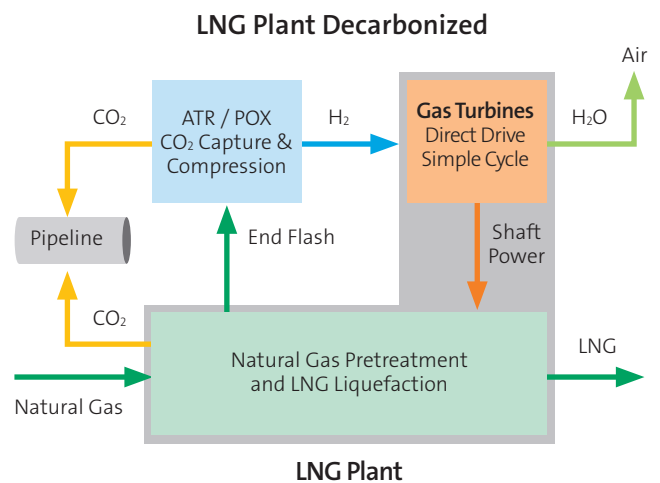 LNG Plant Decarbonized
Air
CO₂
ATR / POX
CO₂ Capture &
Compression
H₂
Gas Turbines
Direct Drive
Simple Cycle
H₂O
Pipeline
End Flash
Shaft
Power
CO₂
Natural Gas Pretreatment
and LNG Liquefaction
LNG
Natural Gas
LNG Plant